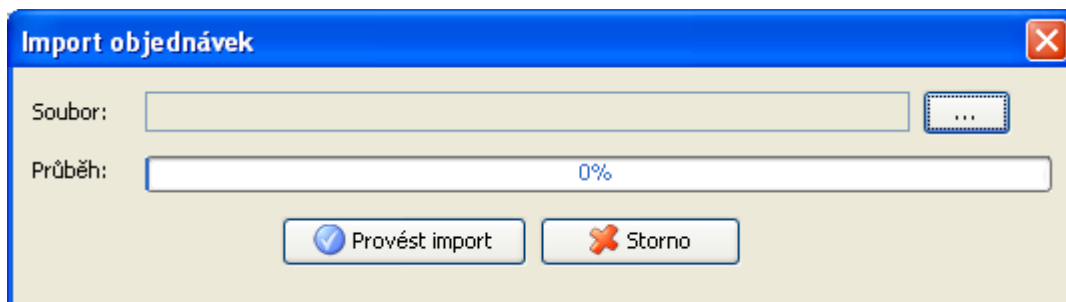 Import objednávek
Soubor:
...
Průběh:
0%
Provést import
Storno